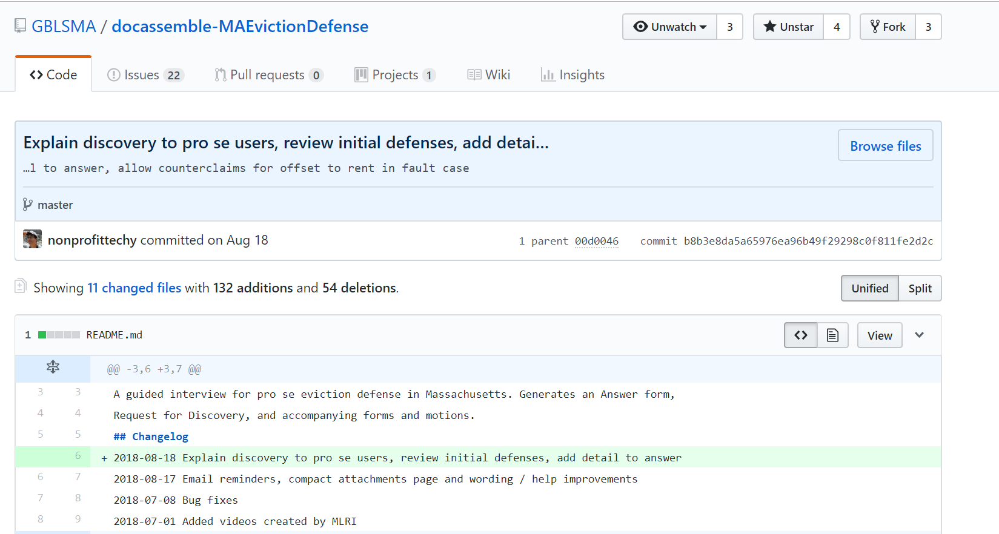 GBLSMA / docassemble-MAEvictionDefense
Unwatch 3 Unstar 4 Fork 3
Code Issues 22 Pull requests 0 Projects 1 Wiki Insights
Explain discovery to pro se users, review initial defenses, add detai…
Browse files
…l to answer, allow counterclaims for offset to rent in fault case
master
nonprofittechy committed on Aug 18 1 parent 00d0046 commit b8b3e8da5a65976ea96b49f29298c0f811fe2d2c
Showing 11 changed files with 132 additions and 54 deletions. Unified Split
1 README.md <> View
@@ -3,6 +3,7 @@
3 3 A guided interview for pro se eviction defense in Massachusetts. Generates an Answer form,
4 4 Request for Discovery, and accompanying forms and motions.
5 5 ## Changelog
6 + 2018-08-18 Explain discovery to pro se users, review initial defenses, add detail to answer
6 7 2018-08-17 Email reminders, compact attachments page and wording / help improvements
7 8 2018-07-08 Bug fixes
8 9 2018-07-01 Added videos created by MLRI